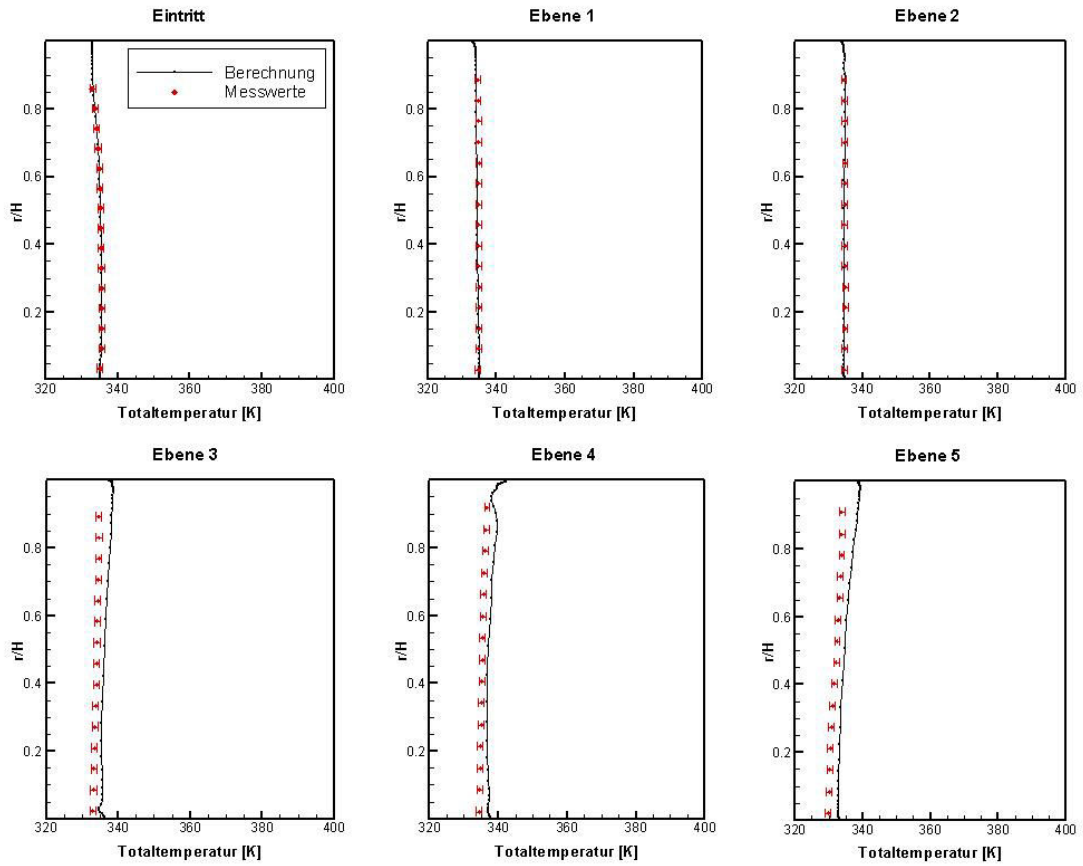 Eintritt
Berechnung
Messwerte
r/H
0.8
0.6
0.4
0.2
320 340 360 380 400
Totaltemperatur [K]
Ebene 1
r/H
0.8
0.6
0.4
0.2
320 340 360 380 400
Totaltemperatur [K]
Ebene 2
r/H
0.8
0.6
0.4
0.2
320 340 360 380 400
Totaltemperatur [K]
Ebene 3
r/H
0.8
0.6
0.4
0.2
320 340 360 380 400
Totaltemperatur [K]
Ebene 4
r/H
0.8
0.6
0.4
0.2
320 340 360 380 400
Totaltemperatur [K]
Ebene 5
r/H
0.8
0.6
0.4
0.2
320 340 360 380 400
Totaltemperatur [K]